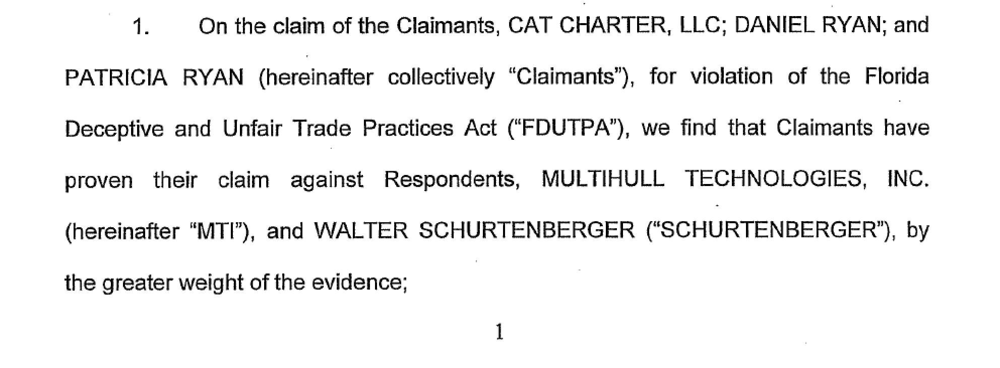 1. On the claim of the Claimants, CAT CHARTER, LLC; DANIEL RYAN; and
PATRICIA RYAN (hereinafter collectively “Claimants”), for violation of the Florida
Deceptive and Unfair Trade Practices Act (“FDUTPA”), we find that Claimants have
proven their claim against Respondents, MULTIHULL TECHNOLOGIES, INC.
(hereinafter “MTI”), and WALTER SCHURTENBERGER (“SCHURTENBERGER”), by
the greater weight of the evidence;
1